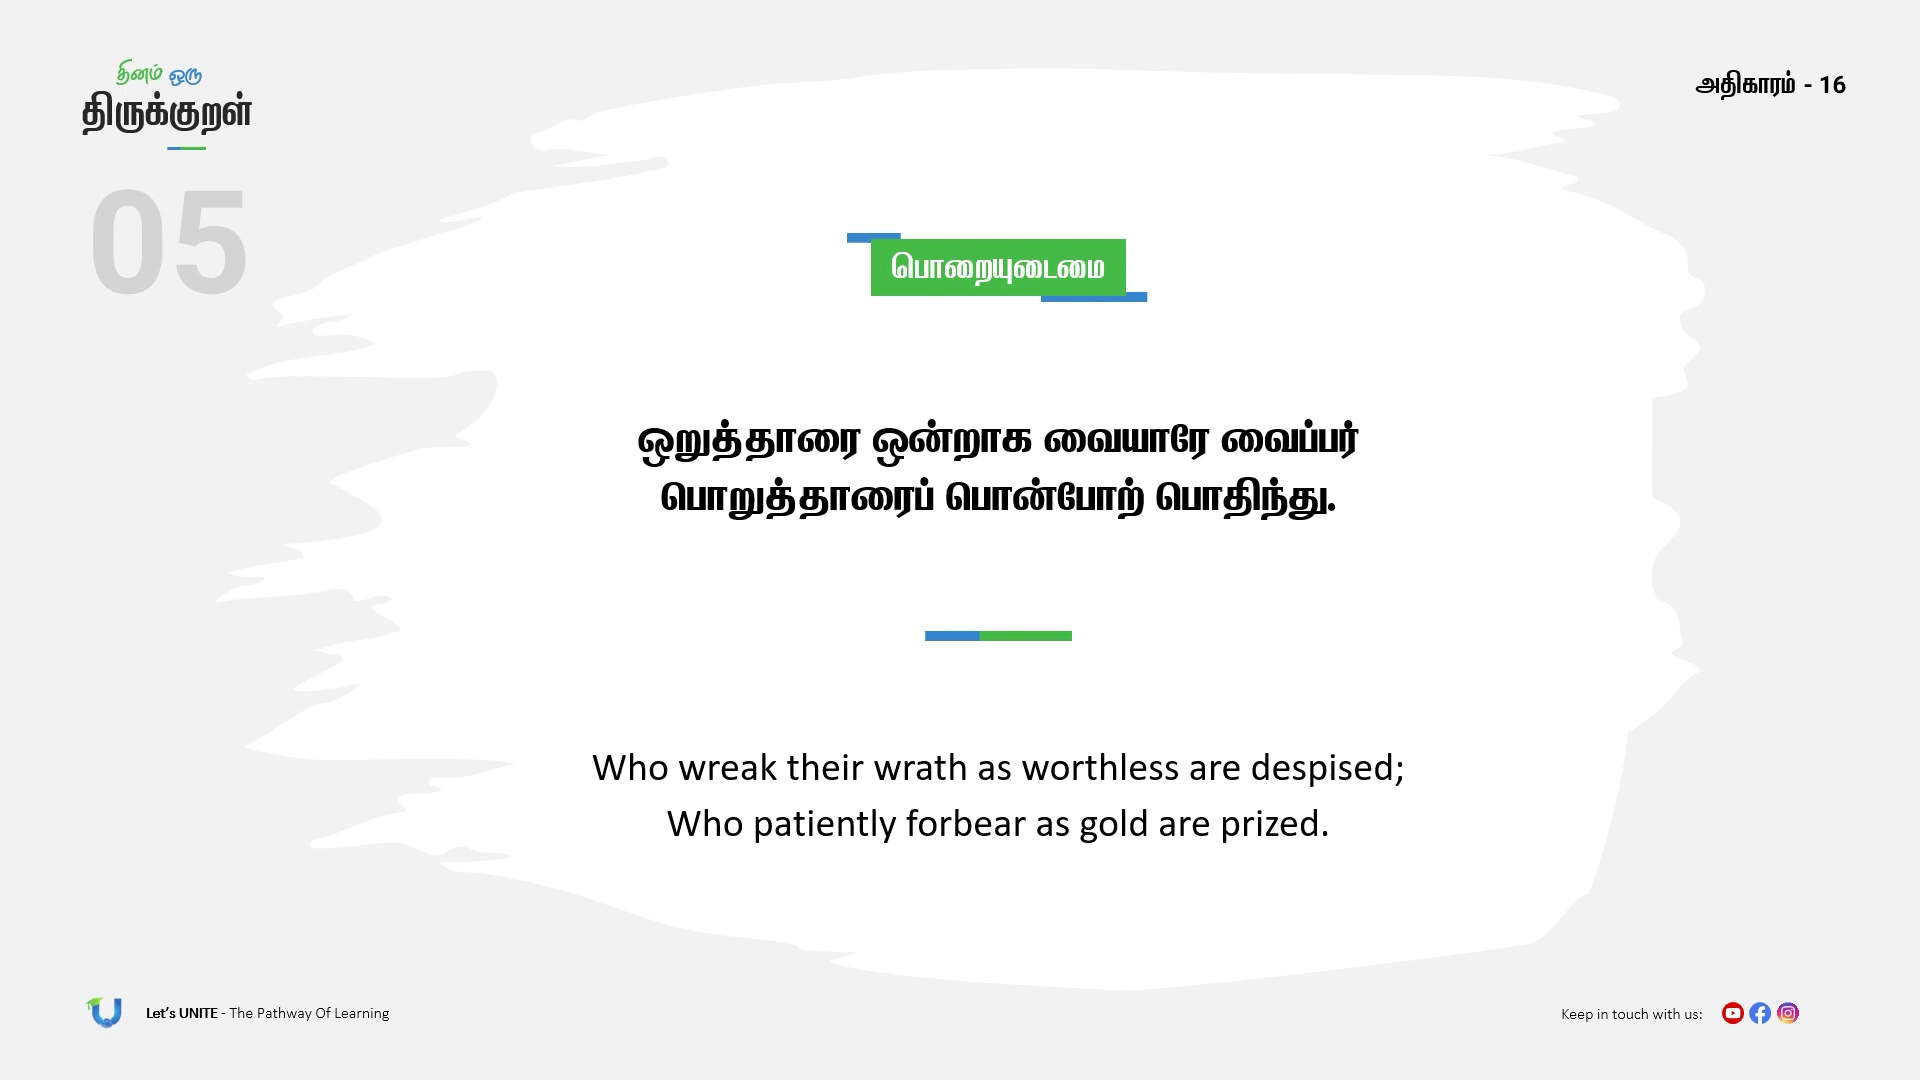 தினம் ஒரு
திருக்குறள்
05
அதிகாரம் - 16
பொறையுடைமை
ஒறுத்தாரை ஒன்றாக வையாரே வைப்பர்
பொறுத்தாரைப் பொன்போற் பொதிந்து.
Who wreak their wrath as worthless are despised;
Who patiently forbear as gold are prized.
Let's UNITE - The Pathway Of Learning
Keep in touch with us: